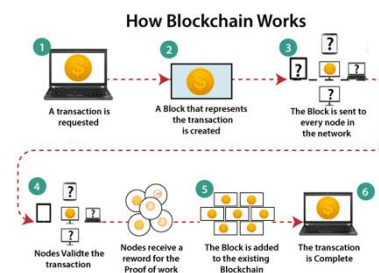 How Blockchain Works
1
2
3
?
?
?
?
A transaction is
requested
A Block that represents
the transaction
is created
The Block is sent to
every node in
the network
4
?
?
?
5
6
Nodes Validte the
transaction
Nodes receive a
reword for the
Proof of work
The Block is added
to the existing
Blockchain
The transcation
is Complete